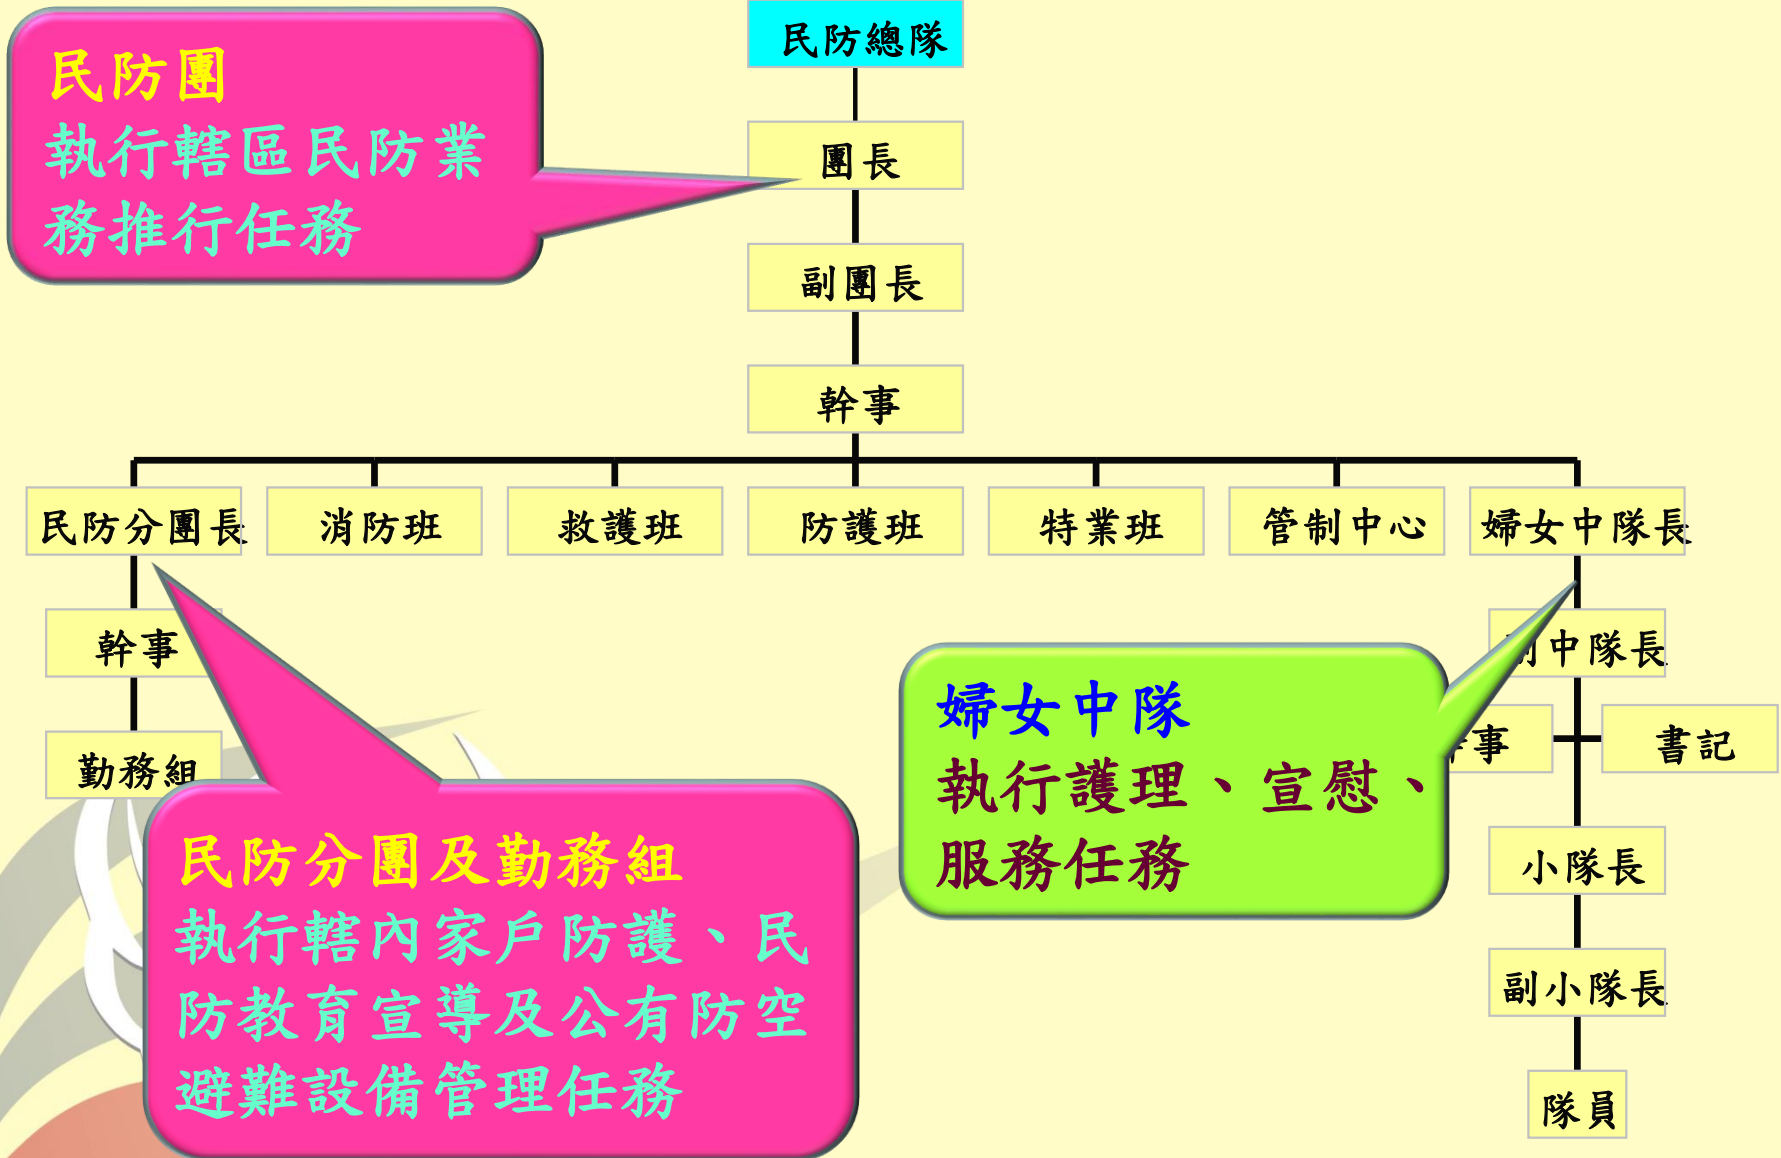 民防總隊
民防團
執行轄區民防業
務推行任務
團長
副團長
幹事
民防分團長
消防班
救護班
防護班
特業班
管制中心
婦女中隊長
幹事
中隊長
勤務組
婦女中隊
執行護理、宣慰、
服務任務
事
書記
民防分團及勤務組
執行轄內家戶防護、民
防教育宣導及公有防空
避難設備管理任務
小隊長
副小隊長
隊員